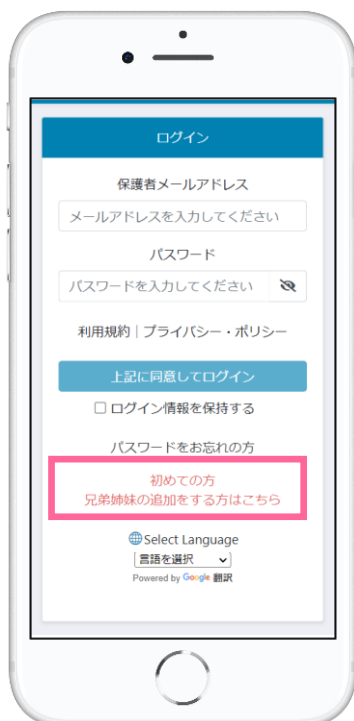 ログイン
保護者メールアドレス
メールアドレスを入力してください
パスワード
パスワードを入力してください
利用規約｜プライバシー・ポリシー
上記に同意してログイン
ログイン情報を保持する
パスワードをお忘れの方
初めての方
兄弟姉妹の追加をする方はこちら
Select Language
言語を選択
Powered by Google 翻訳